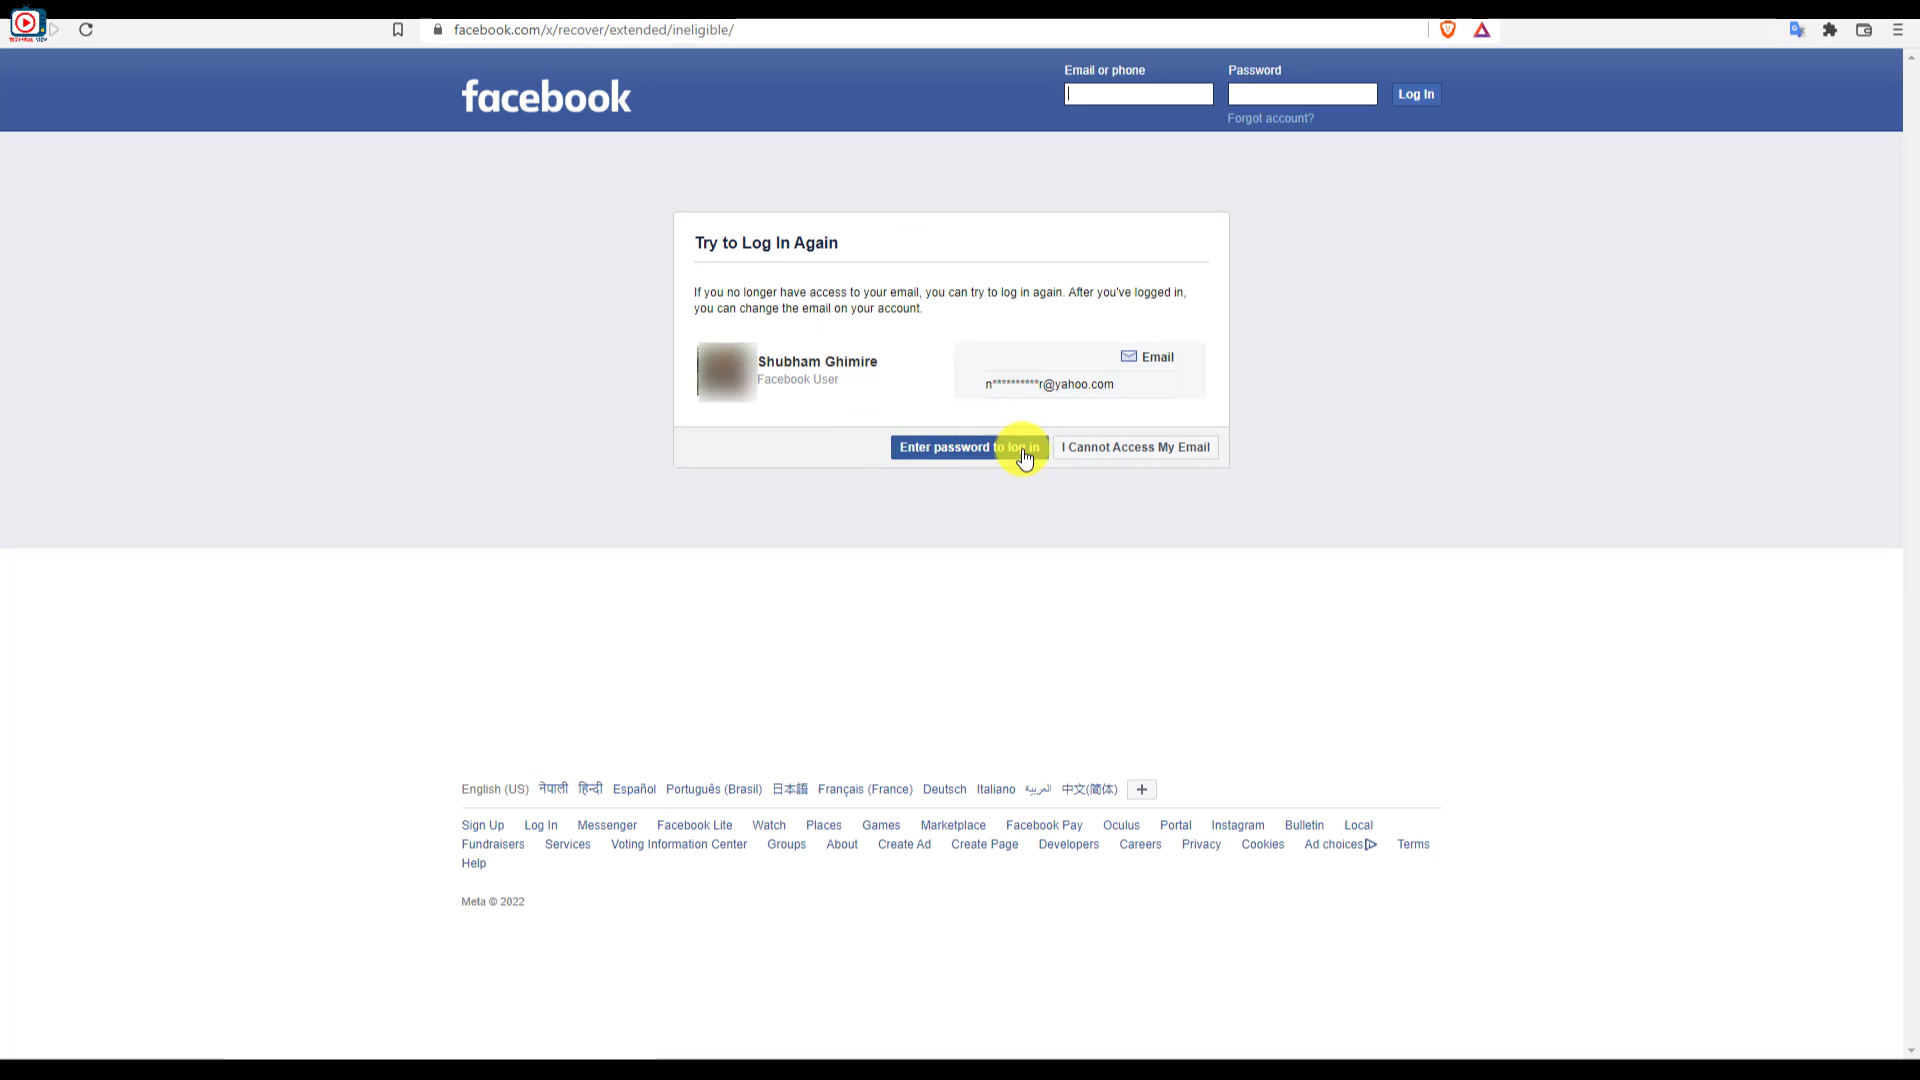 facebook.com/x/recover/extended/ineligible/
facebook
Email or phone
Password
Log In
Forgot account?
Try to Log In Again
If you no longer have access to your email, you can try to log in again. After you've logged in,
you can change the email on your account.
Shubham Ghimire
Facebook User
Email
n**********r@yahoo.com
Enter password to log in
I Cannot Access My Email
English (US) नेपाली हिन्दी Español Português (Brasil) 日本語 Français (France) Deutsch Italiano العربية 中文(简体)
Sign Up Log In Messenger Facebook Lite Watch Places Games Marketplace Facebook Pay Oculus Portal Instagram Bulletin Local
Fundraisers Services Voting Information Center Groups About Create Ad Create Page Developers Careers Privacy Cookies Ad choices Terms
Help
Meta © 2022